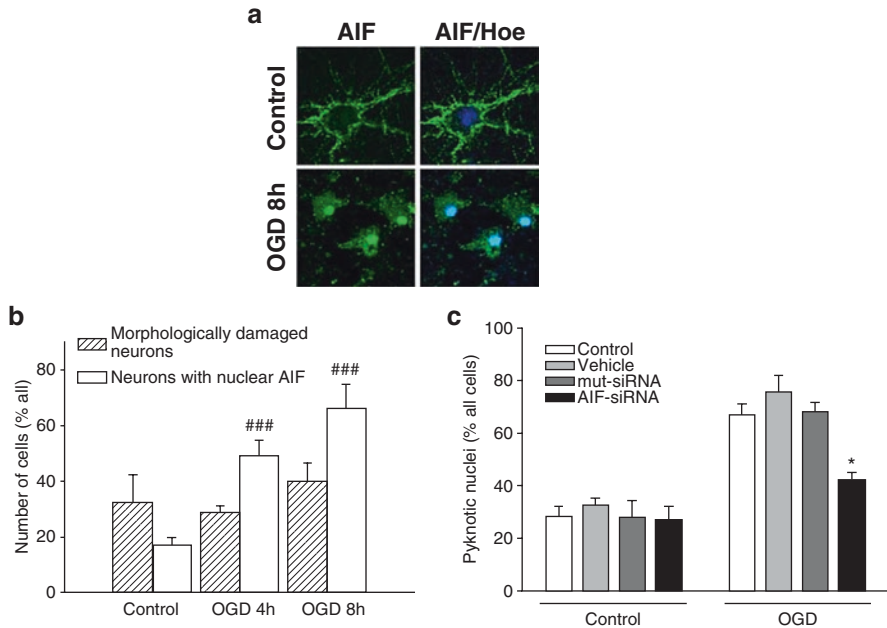 a
AIF AIF/Hoe
Control
OGD 8h
b
Morphologically damaged
neurons
Neurons with nuclear AIF
Number of cells (% all)
80
60
40
20
0
###
###
Control OGD 4h OGD 8h
c
Control
Vehicle
mut-siRNA
AIF-siRNA
Pyknotic nuclei (% all cells)
100
80
60
40
20
0
*
Control OGD